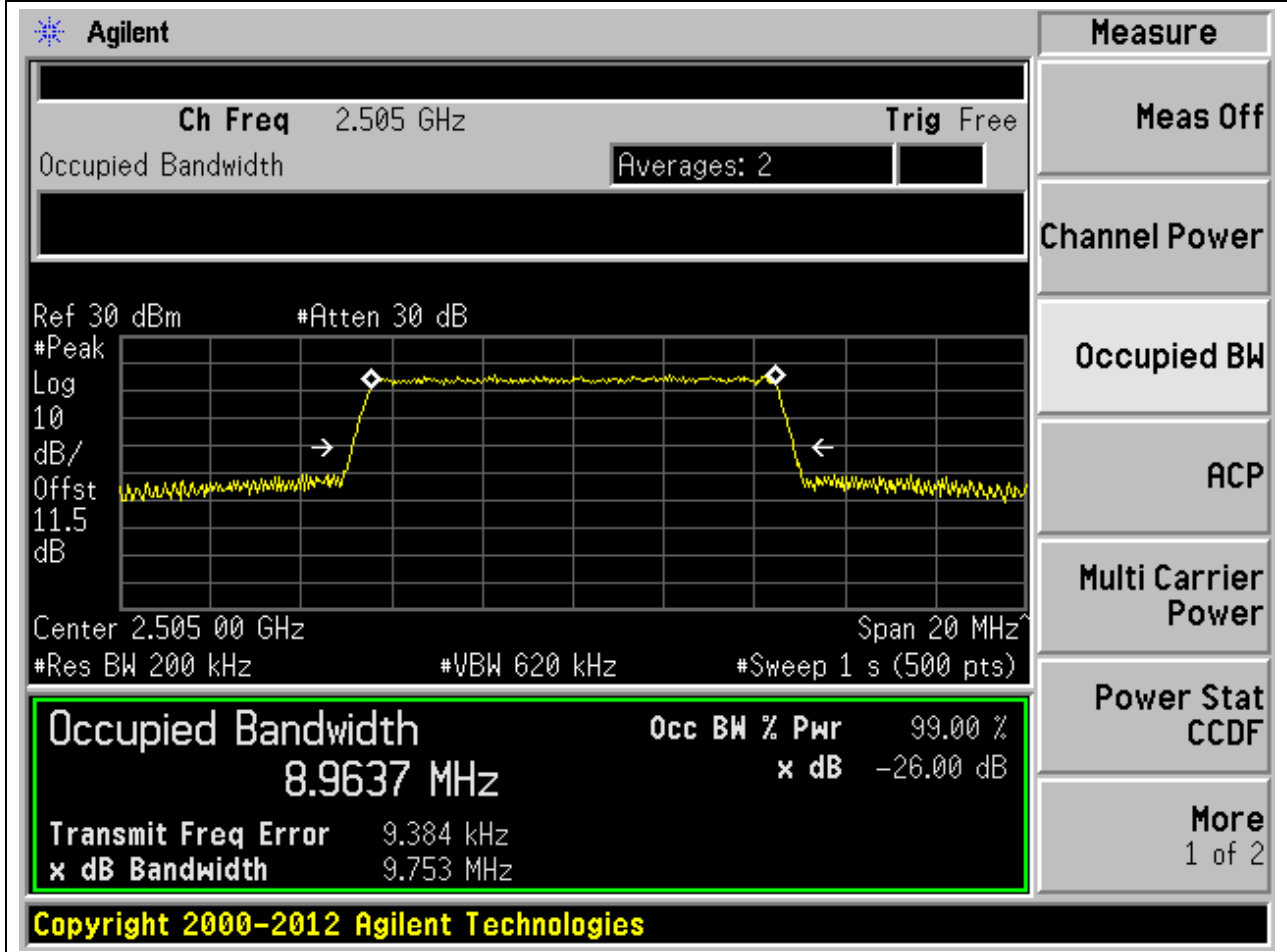 Agilent
Measure
Ch Freq 2.505 GHz Trig Free
Occupied Bandwidth Averages: 2
Meas Off
Channel Power
Occupied BW
ACP
Multi Carrier
Power
Power Stat
CCDF
More
1 of 2
Ref 30 dBm #Atten 30 dB
#Peak
Log
10
dB/
Offst
11.5
dB
Center 2.505 00 GHz Span 20 MHz^
#Res BW 200 kHz #VBW 620 kHz #Sweep 1 s (500 pts)
Occupied Bandwidth Occ BW % Pwr 99.00 %
8.9637 MHz x dB -26.00 dB
Transmit Freq Error 9.384 kHz
x dB Bandwidth 9.753 MHz
Copyright 2000-2012 Agilent Technologies